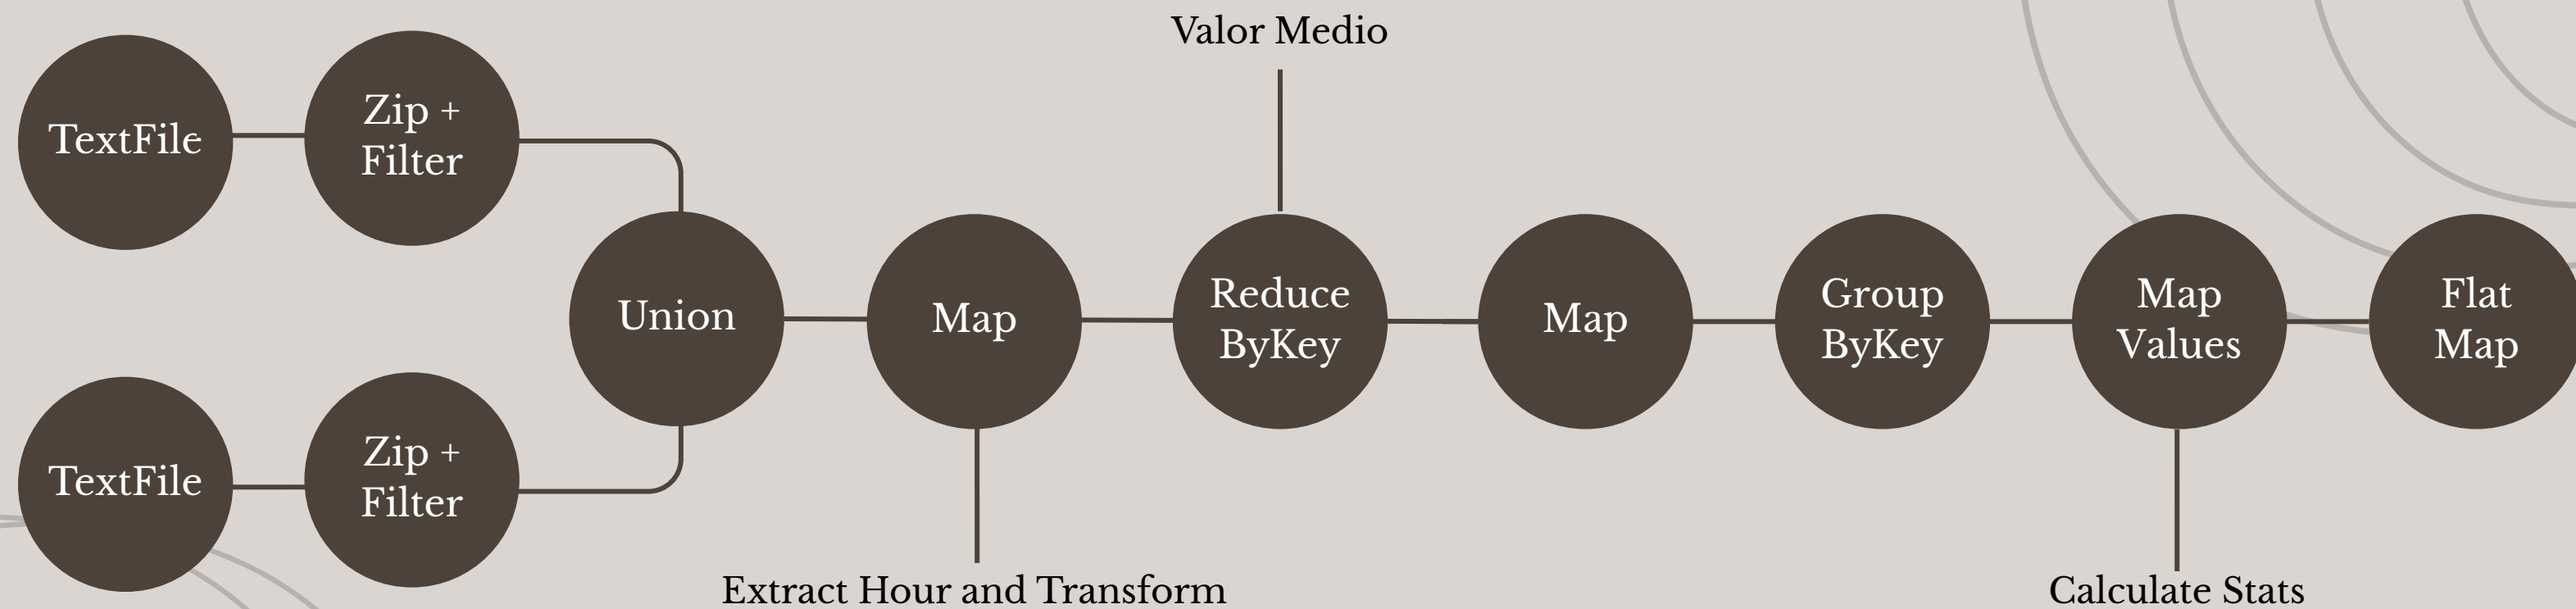 Valor Medio
TextFile
Zip +
Filter
Union
Map
Reduce
ByKey
Map
Group
ByKey
Map
Values
Flat
Map
TextFile
Zip +
Filter
Extract Hour and Transform
Calculate Stats